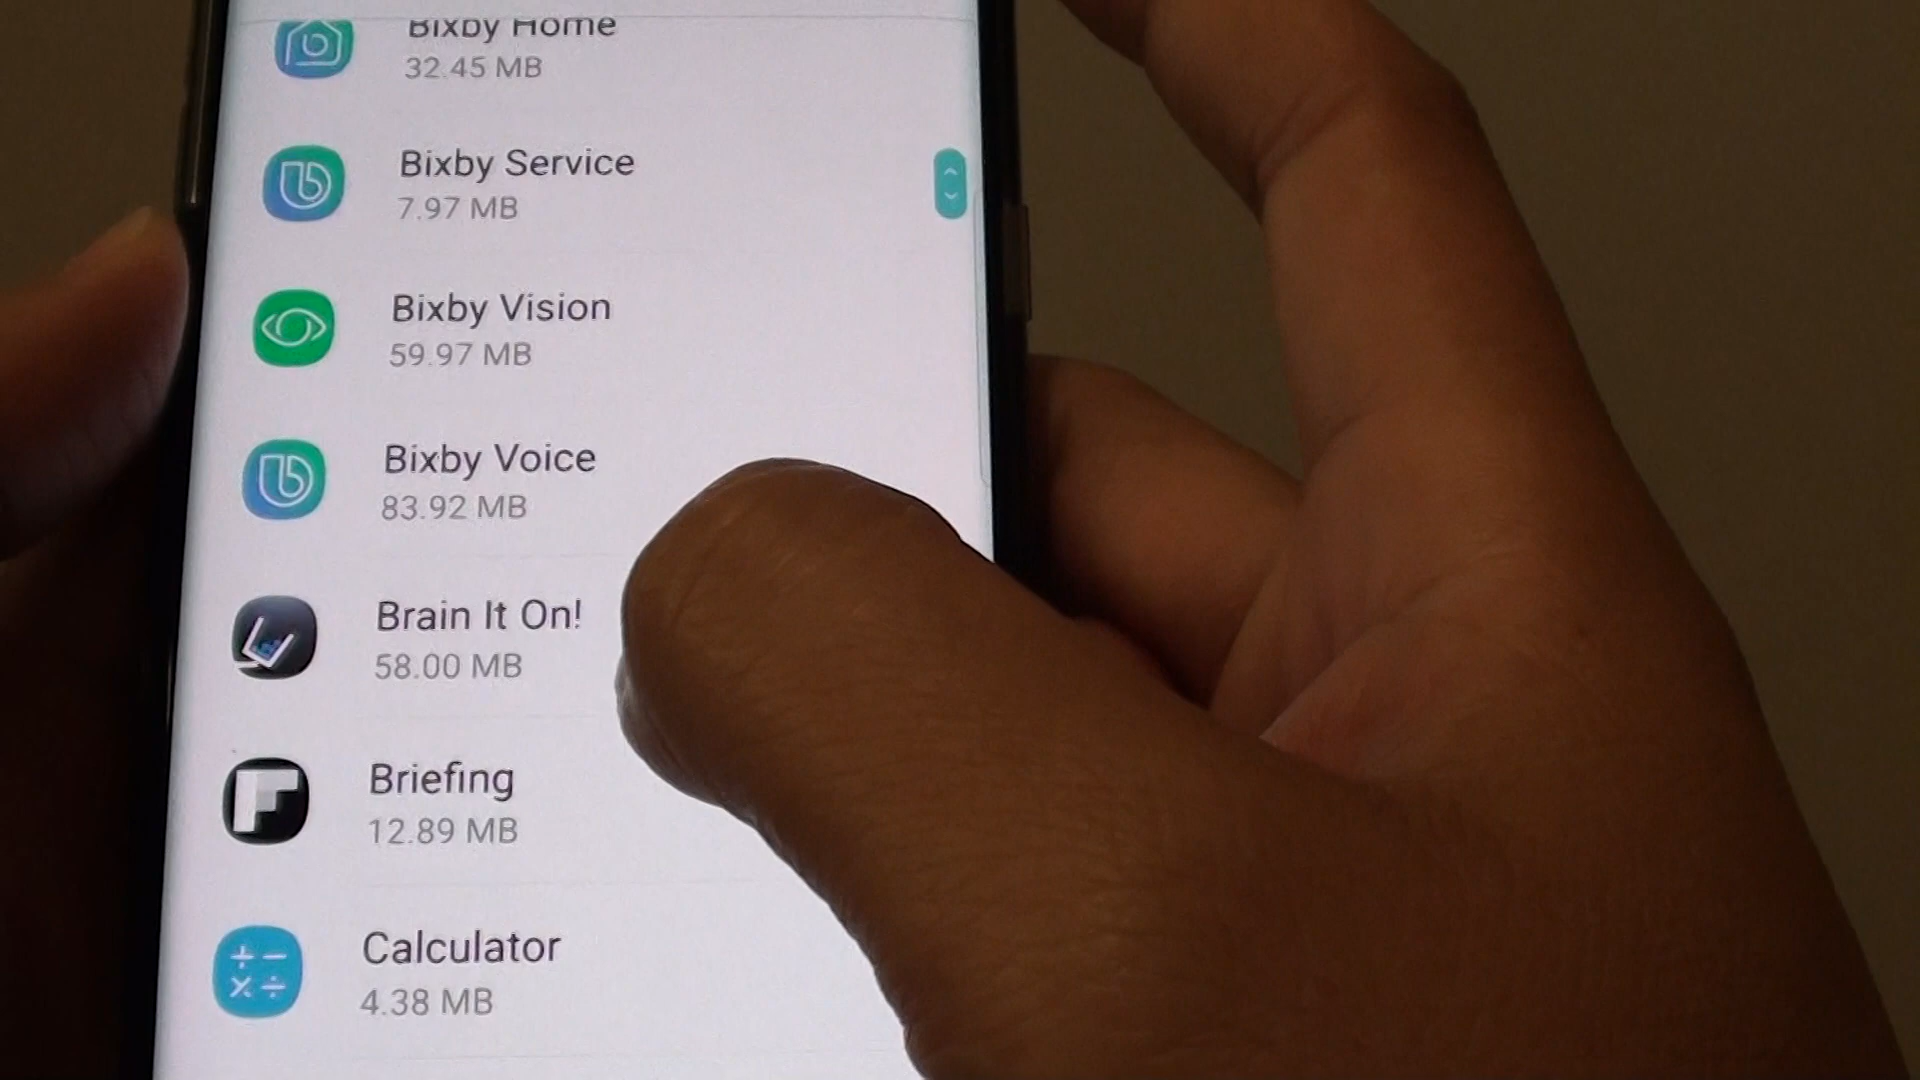 Bixby Home
32.45 MB
Bixby Service
7.97 MB
Bixby Vision
59.97 MB
Bixby Voice
83.92 MB
Brain It On!
58.00 MB
Briefing
12.89 MB
Calculator
4.38 MB